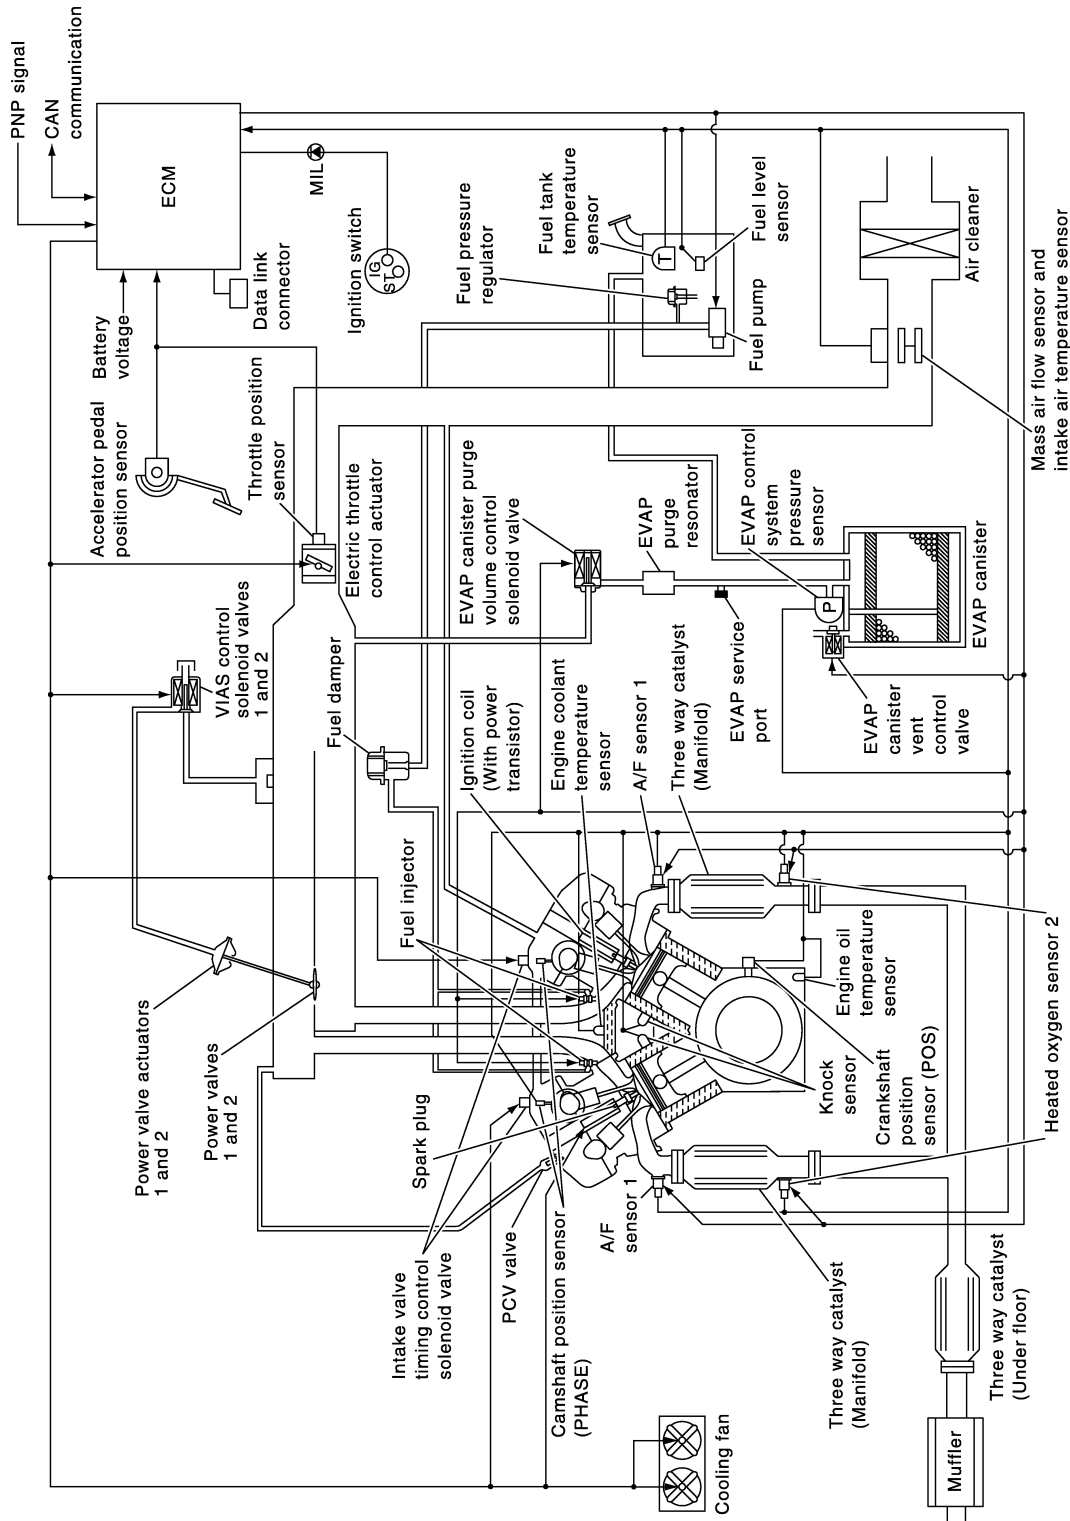 PNP signal
CAN
communication
ECM
MIL
Ignition switch
IG
ST
Data link
connector
Battery
voltage
Accelerator pedal
position sensor
Throttle position
sensor
Electric throttle
control actuator
Fuel pressure
regulator
Fuel tank
temperature
sensor
T
Fuel level
sensor
Fuel pump
Air cleaner
Mass air flow sensor and
intake air temperature sensor
VIAS control
solenoid valves
1 and 2
Fuel damper
EVAP canister purge
volume control
solenoid valve
EVAP
purge
resonator
EVAP control
system
pressure
sensor
P
EVAP canister
EVAP service
port
EVAP
canister
vent
control
valve
Ignition coil
(With power
transistor)
Engine coolant
temperature
sensor
A/F sensor 1
Three way catalyst
(Manifold)
Fuel injector
Power valve actuators
1 and 2
Power valves
1 and 2
Engine oil
temperature
sensor
Heated oxygen sensor 2
Knock
sensor
Crankshaft
position
sensor (POS)
Spark plug
Intake valve
timing control
solenoid valve
PCV valve
Camshaft position sensor
(PHASE)
A/F
sensor 1
Three way catalyst
(Manifold)
Three way catalyst
(Under floor)
Cooling fan
Muffler